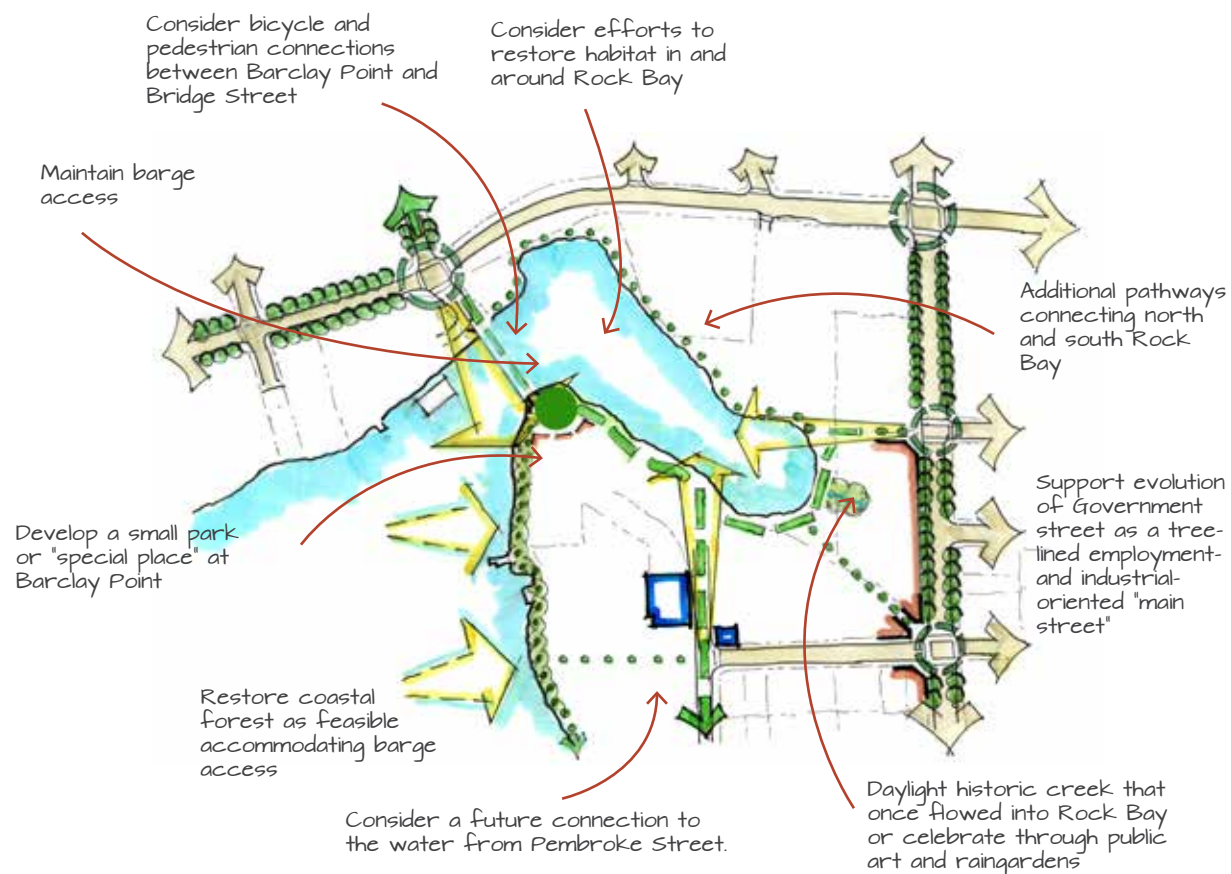 Consider bicycle and
pedestrian connections
between Barclay Point and
Bridge Street
Consider efforts to
restore habitat in and
around Rock Bay
Maintain barge
access
Additional pathways
connecting north
and south Rock
Bay
Support evolution
of Government
street as a tree-
lined employment-
and industrial-
oriented "main
street"
Develop a small park
or "special place" at
Barclay Point
Restore coastal
forest as feasible
accommodating barge
access
Consider a future connection to
the water from Pembroke Street.
Daylight historic creek that
once flowed into Rock Bay
or celebrate through public
art and raingardens